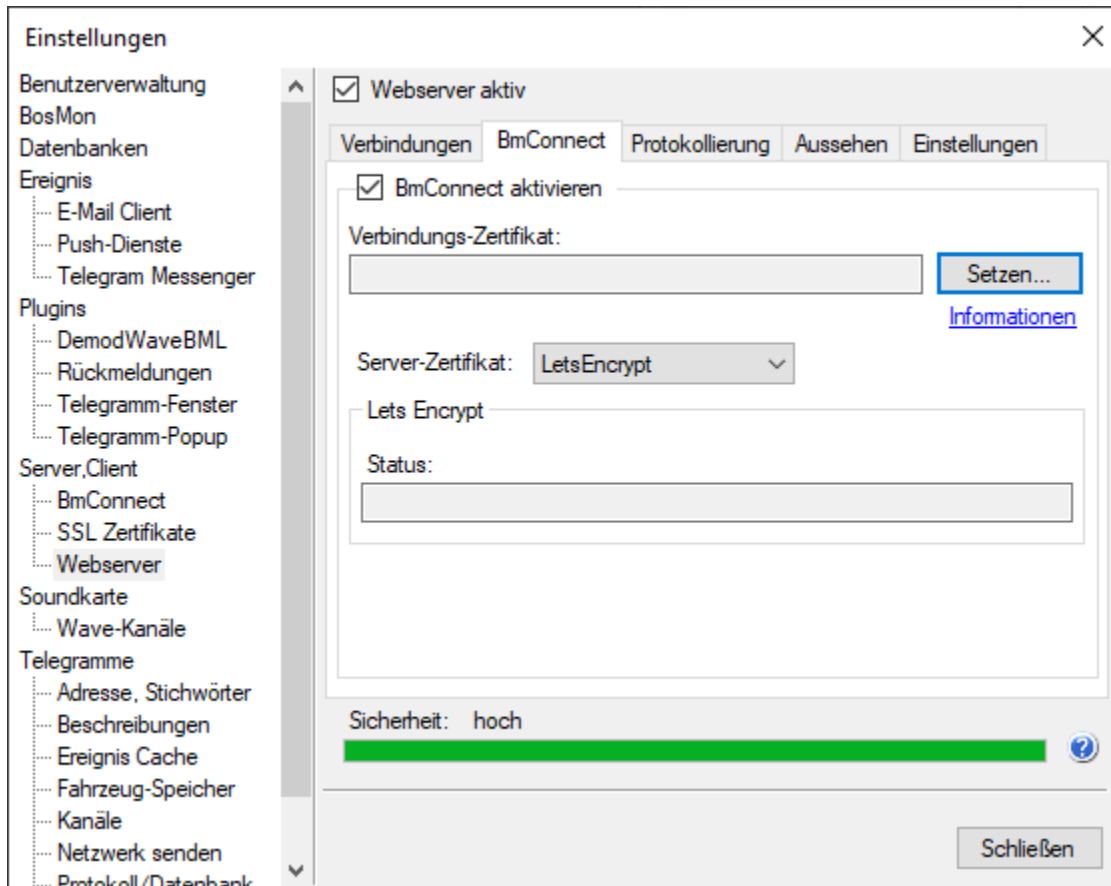 Einstellungen
Benutzerverwaltung
BosMon
Datenbanken
Ereignis
E-Mail Client
Push-Dienste
Telegram Messenger
Plugins
DemodWaveBML
Rückmeldungen
Telegramm-Fenster
Telegramm-Popup
Server,Client
BmConnect
SSL Zertifikate
Webserver
Soundkarte
Wave-Kanäle
Telegramme
Adresse, Stichwörter
Beschreibungen
Ereignis Cache
Fahrzeug-Speicher
Kanäle
Netzwerk senden
Protokoll/Datenbank
Webserver aktiv
Verbindungen BmConnect Protokollierung Aussehen Einstellungen
BmConnect aktivieren
Verbindungs-Zertifikat:
Setzen...
Informationen
Server-Zertifikat: LetsEncrypt
Lets Encrypt
Status:
Sicherheit: hoch
Schließen